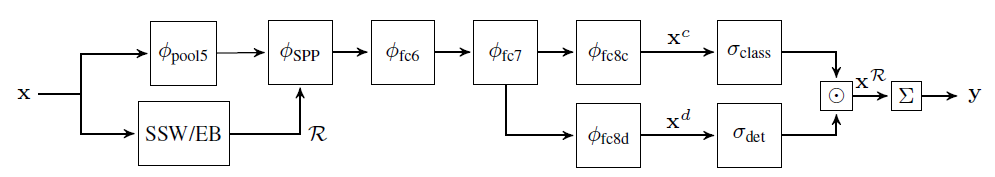 x
ϕpool5
SSW/EB
ℛ
ϕSPP
ϕfc6
ϕfc7
ϕfc8c
x^c
σclass
ϕfc8d
x^d
σdet
⊙
x^ℛ
Σ
y